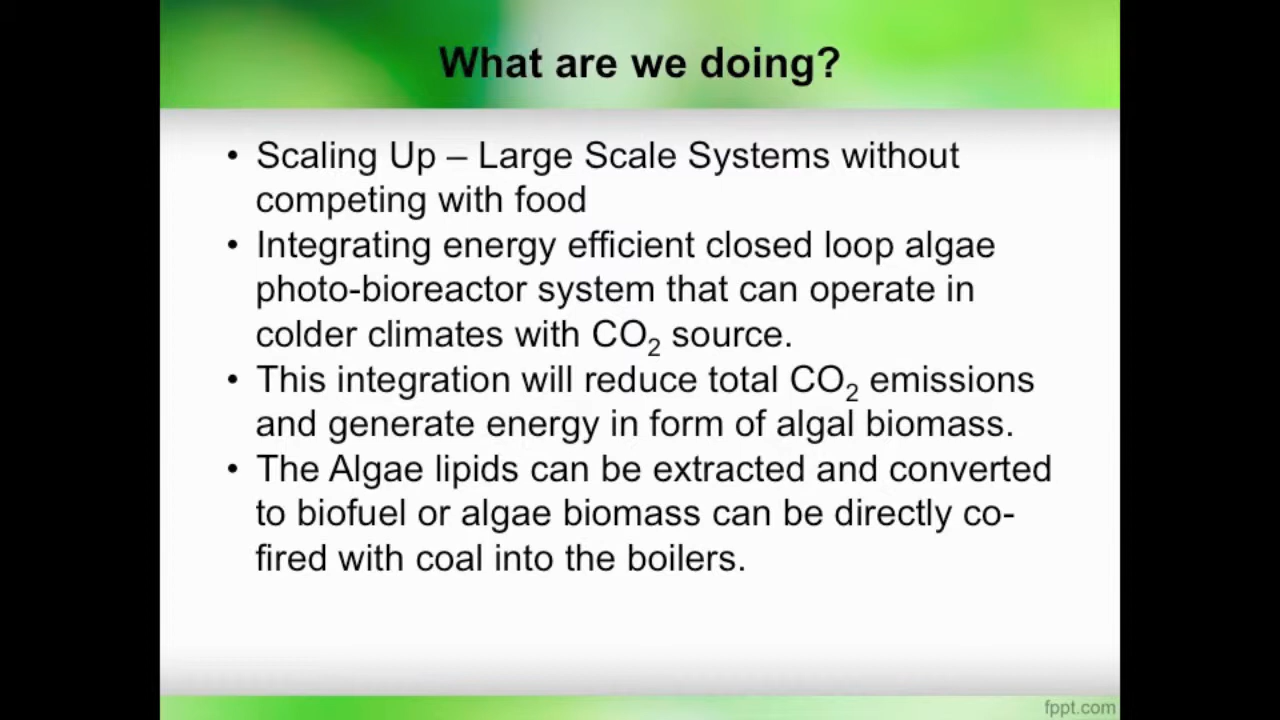 What are we doing?
• Scaling Up – Large Scale Systems without
competing with food
• Integrating energy efficient closed loop algae
photo-bioreactor system that can operate in
colder climates with CO₂ source.
• This integration will reduce total CO₂ emissions
and generate energy in form of algal biomass.
• The Algae lipids can be extracted and converted
to biofuel or algae biomass can be directly co-
fired with coal into the boilers.
fppt.com